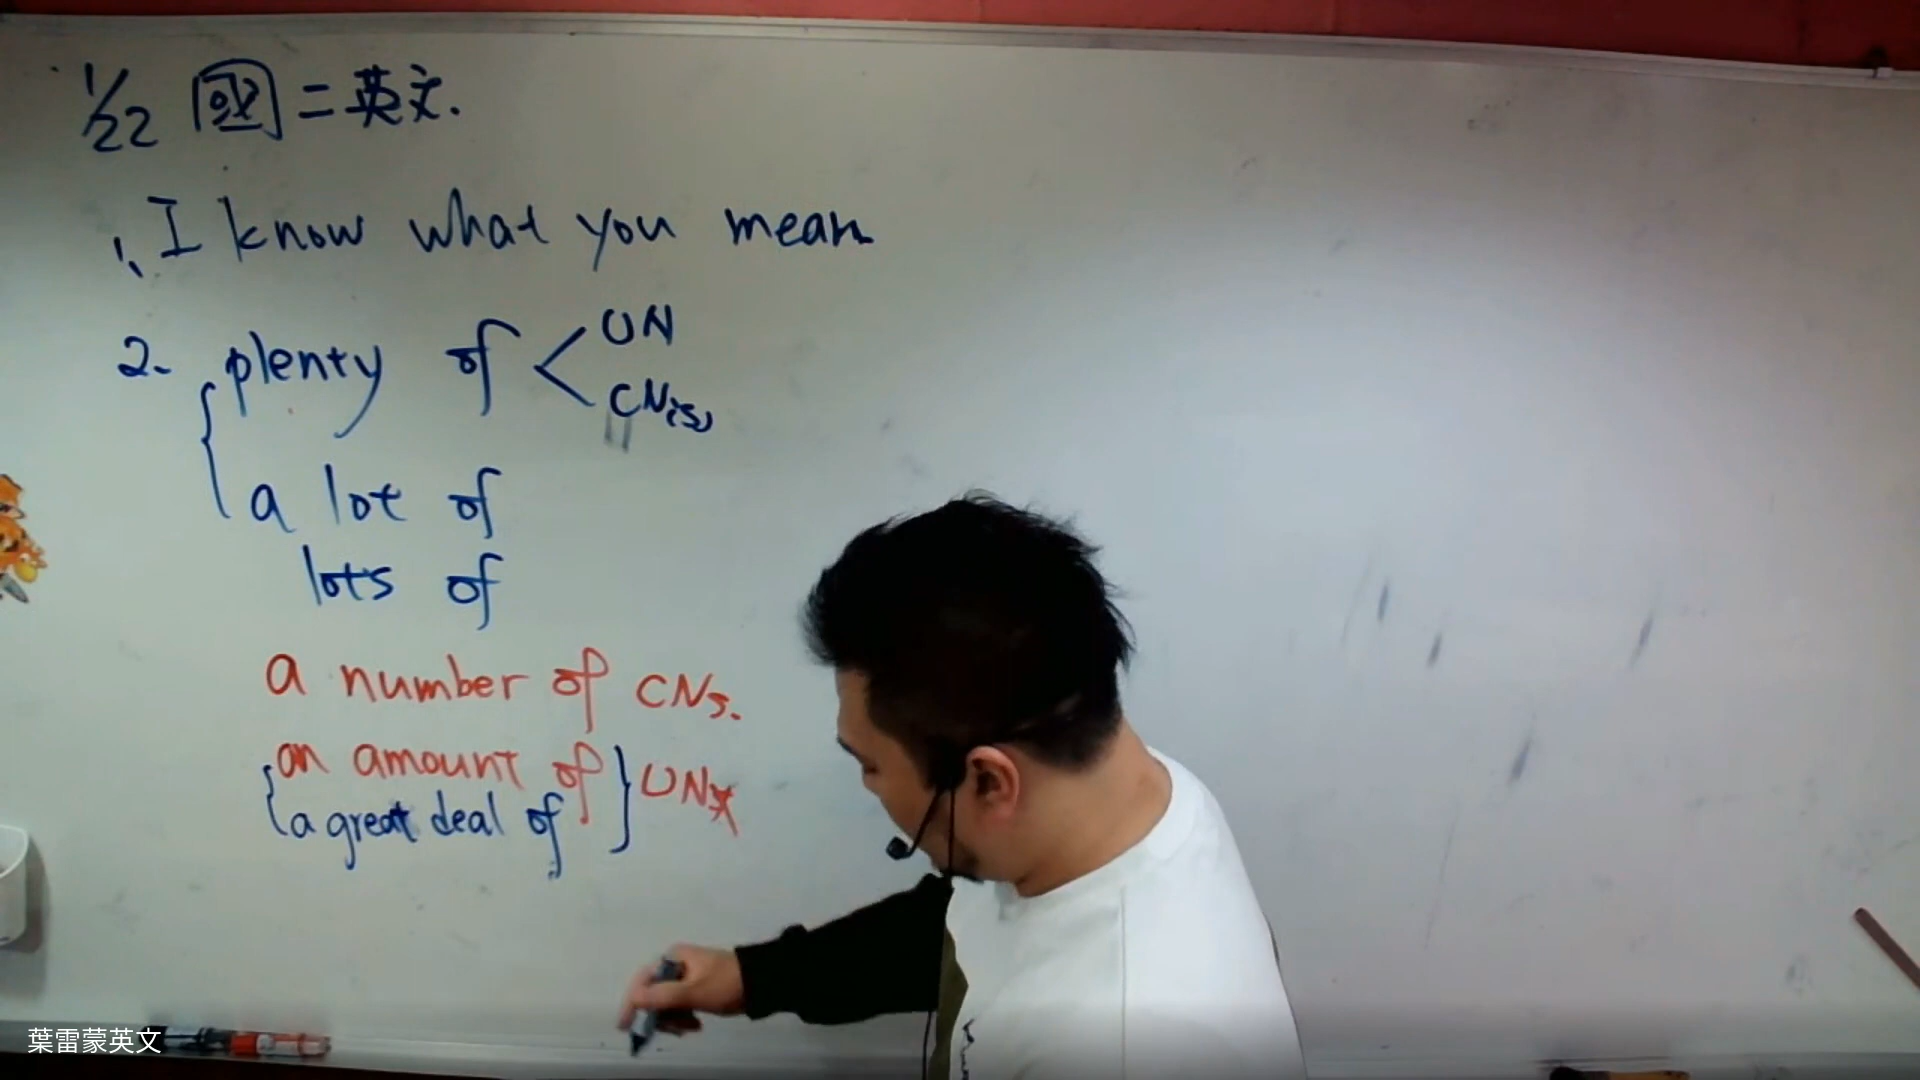 1/22 國二英文.
1、I know what you mean
2. plenty of < UN
CN(s)
a lot of
lots of
a number of CNs.
an amount of } UN
a great deal of
葉雷蒙英文